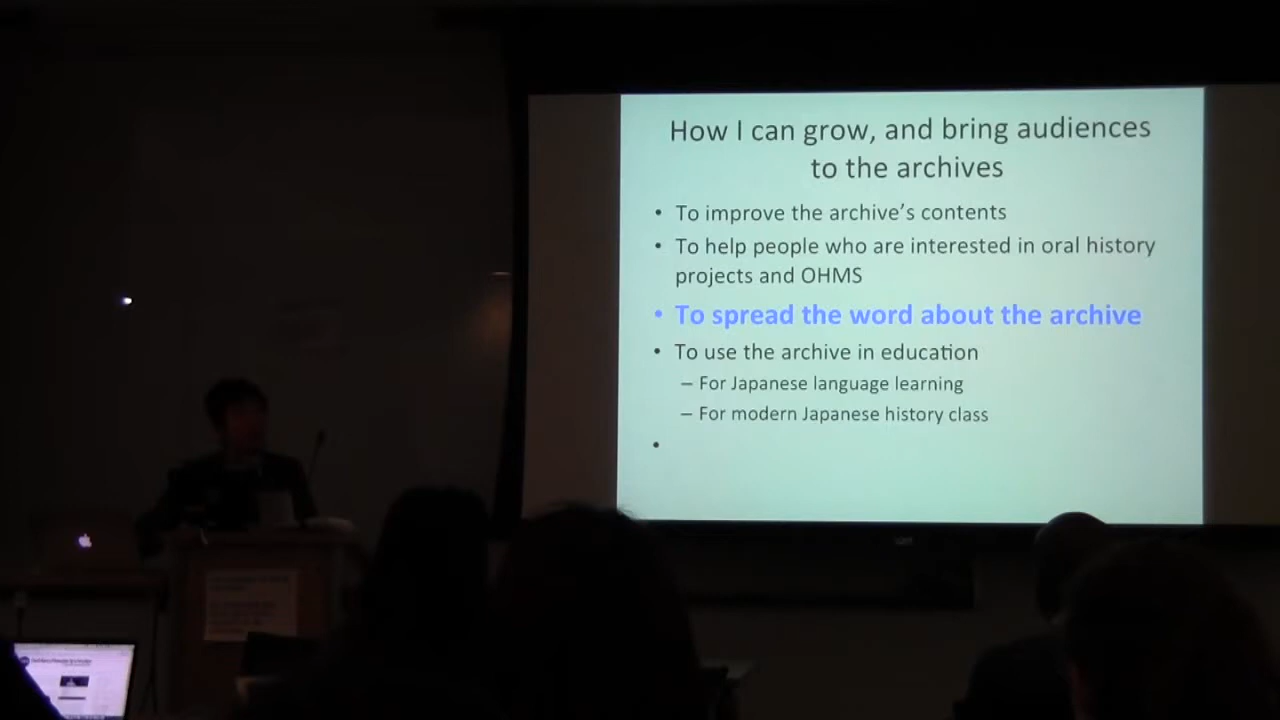 How I can grow, and bring audiences
to the archives
• To improve the archive's contents
• To help people who are interested in oral history
projects and OHMS
• To spread the word about the archive
• To use the archive in education
– For Japanese language learning
– For modern Japanese history class
•